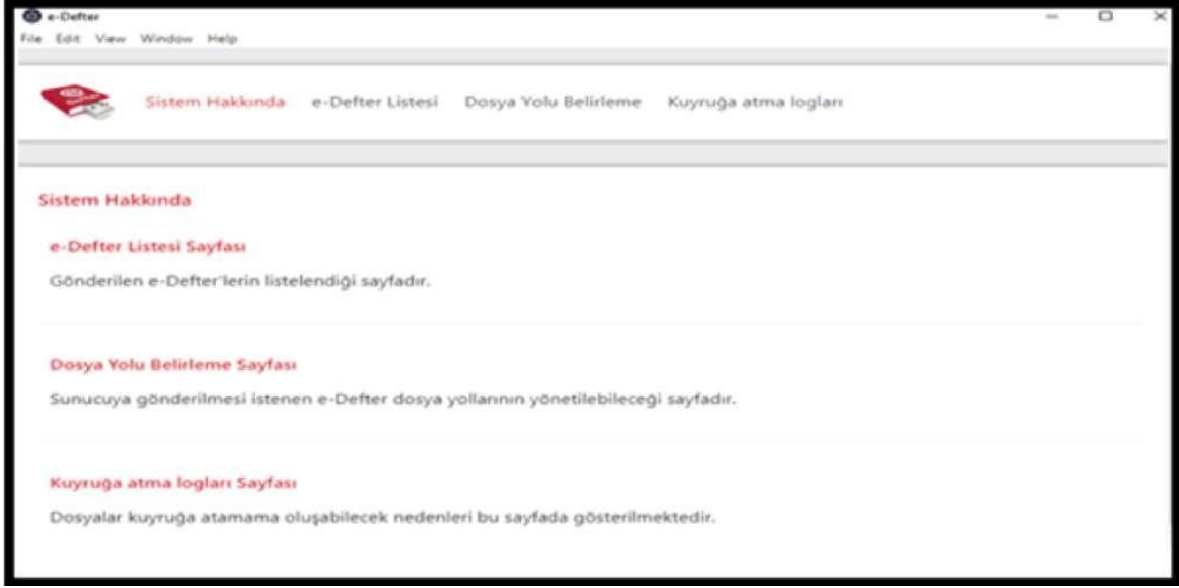 e-Defter
File Edit View Window Help
Sistem Hakkında e-Defter Listesi Dosya Yolu Belirleme Kuyruğa atma logları
Sistem Hakkında
e-Defter Listesi Sayfası
Gönderilen e-Defter'lerin listelendiği sayfadır.
Dosya Yolu Belirleme Sayfası
Sunucuya gönderilmesi istenen e-Defter dosya yollarının yönetilebileceği sayfadır.
Kuyruğa atma logları Sayfası
Dosyalar kuyruğa atamama oluşabilecek nedenleri bu sayfada gösterilmektedir.